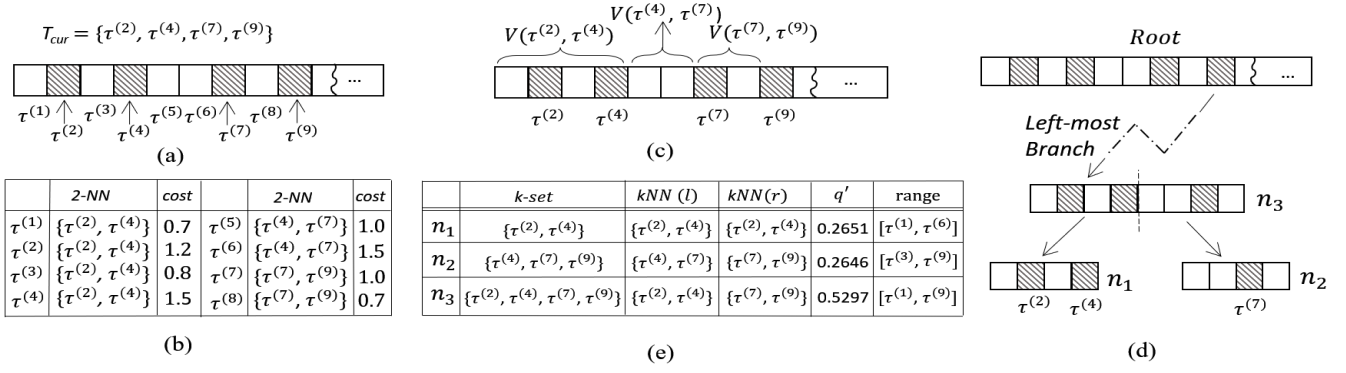 T_cur = {τ^(2), τ^(4), τ^(7), τ^(9)}
...
τ^(1) τ^(3) τ^(5) τ^(6) τ^(8)
τ^(2) τ^(4) τ^(7) τ^(9)
(a)
2-NN cost 2-NN cost
τ^(1) {τ^(2), τ^(4)} 0.7 τ^(5) {τ^(4), τ^(7)} 1.0
τ^(2) {τ^(2), τ^(4)} 1.2 τ^(6) {τ^(4), τ^(7)} 1.5
τ^(3) {τ^(2), τ^(4)} 0.8 τ^(7) {τ^(7), τ^(9)} 1.0
τ^(4) {τ^(2), τ^(4)} 1.5 τ^(8) {τ^(7), τ^(9)} 0.7
(b)
V(τ^(4), τ^(7))
V(τ^(2), τ^(4)) V(τ^(7), τ^(9))
...
τ^(2) τ^(4) τ^(7) τ^(9)
(c)
k-set kNN (l) kNN(r) q′ range
n₁ {τ^(2), τ^(4)} {τ^(2), τ^(4)} {τ^(2), τ^(4)} 0.2651 [τ^(1), τ^(6)]
n₂ {τ^(4), τ^(7), τ^(9)} {τ^(4), τ^(7)} {τ^(7), τ^(9)} 0.2646 [τ^(3), τ^(9)]
n₃ {τ^(2), τ^(4), τ^(7), τ^(9)} {τ^(2), τ^(4)} {τ^(7), τ^(9)} 0.5297 [τ^(1), τ^(9)]
(e)
Root
...
Left-most
Branch
n₃
n₁ n₂
τ^(2) τ^(4) τ^(7)
(d)